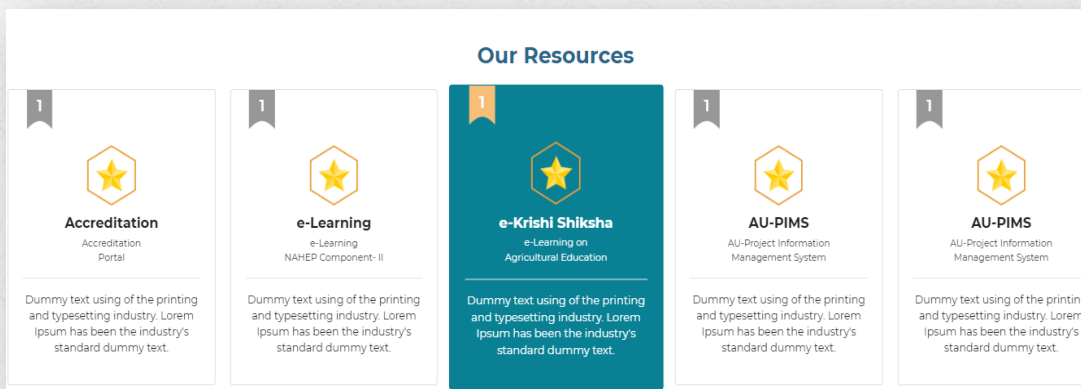 Our Resources
1
Accreditation
Accreditation
Portal
Dummy text using of the printing
and typesetting industry. Lorem
Ipsum has been the industry's
standard dummy text.
1
e-Learning
e-Learning
NAHEP Component- II
Dummy text using of the printing
and typesetting industry. Lorem
Ipsum has been the industry's
standard dummy text.
1
e-Krishi Shiksha
e-Learning on
Agricultural Education
Dummy text using of the printing
and typesetting industry. Lorem
Ipsum has been the industry's
standard dummy text.
1
AU-PIMS
AU-Project Information
Management System
Dummy text using of the printing
and typesetting industry. Lorem
Ipsum has been the industry's
standard dummy text.
1
AU-PIMS
AU-Project Information
Management System
Dummy text using of the printing
and typesetting industry. Lorem
Ipsum has been the industry's
standard dummy text.